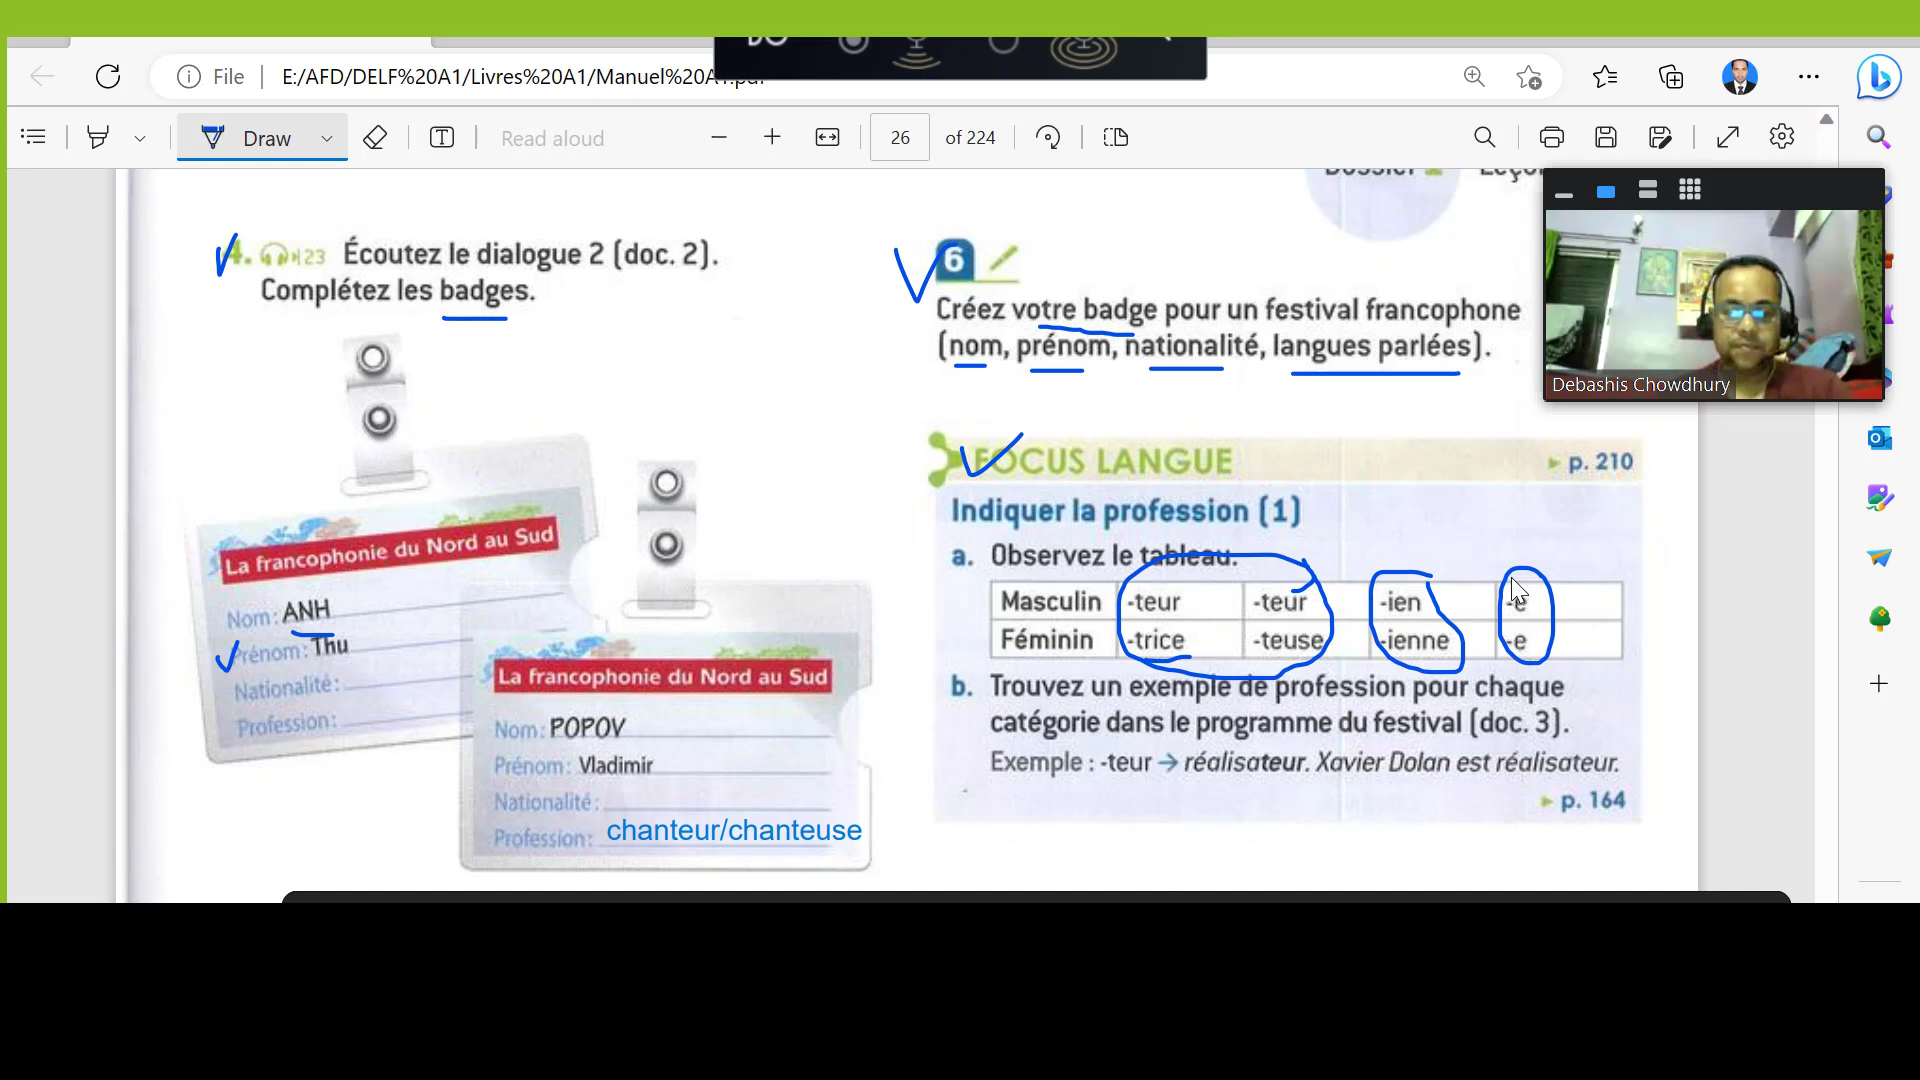 File
E:/AFD/DELF%20A1/Livres%20A1/Manuel%20A1.pdf
Draw
Read aloud
26
of 224
Dossier 2
4. 23 Écoutez le dialogue 2 (doc. 2).
Complétez les badges.
La francophonie du Nord au Sud
Nom: ANH
Prénom: Thu
Nationalité:
Profession:
La francophonie du Nord au Sud
Nom: POPOV
Prénom: Vladimir
Nationalité:
Profession: chanteur/chanteuse
6
Créez votre badge pour un festival francophone
(nom, prénom, nationalité, langues parlées).
FOCUS LANGUE
► p. 210
Indiquer la profession (1)
a. Observez le tableau.
Masculin -teur -teur -ien -e
Féminin -trice -teuse -ienne -e
b. Trouvez un exemple de profession pour chaque
catégorie dans le programme du festival (doc. 3).
Exemple : -teur → réalisateur. Xavier Dolan est réalisateur.
► p. 164
Debashis Chowdhury